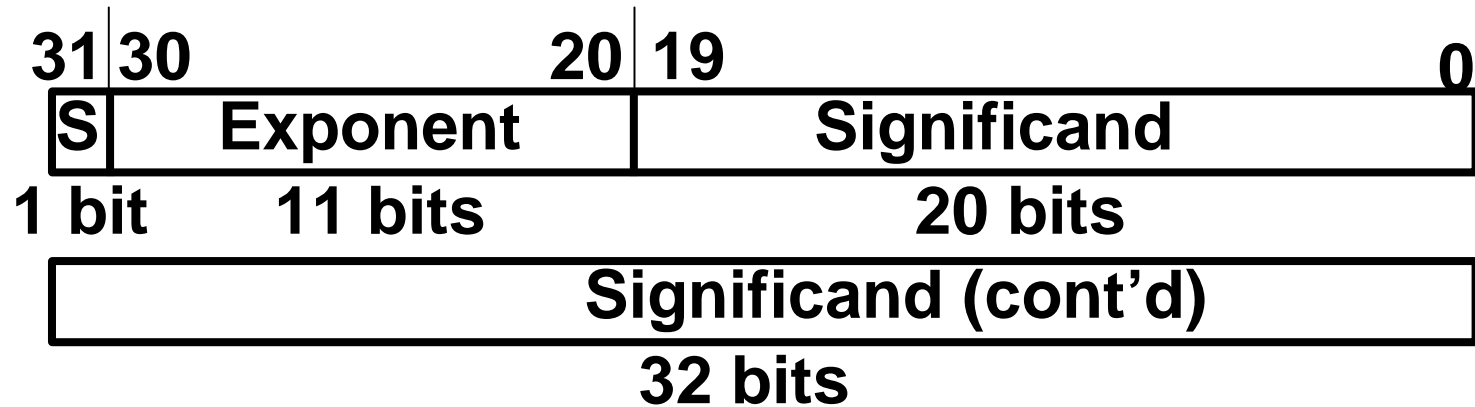 31 30 20 19 0
S Exponent Significand
1 bit 11 bits 20 bits
Significand (cont’d)
32 bits